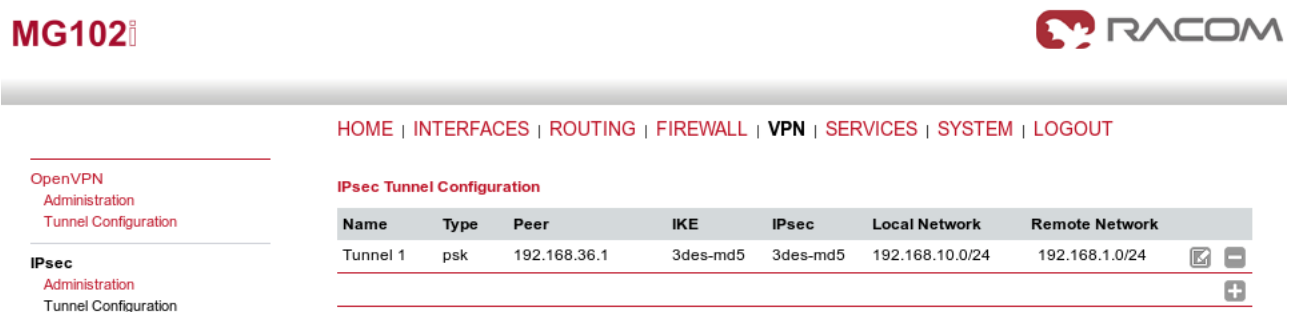 MG102i
RACOM
HOME | INTERFACES | ROUTING | FIREWALL | VPN | SERVICES | SYSTEM | LOGOUT
OpenVPN
Administration
Tunnel Configuration
IPsec
Administration
Tunnel Configuration
IPsec Tunnel Configuration
Name Type Peer IKE IPsec Local Network Remote Network
Tunnel 1 psk 192.168.36.1 3des-md5 3des-md5 192.168.10.0/24 192.168.1.0/24